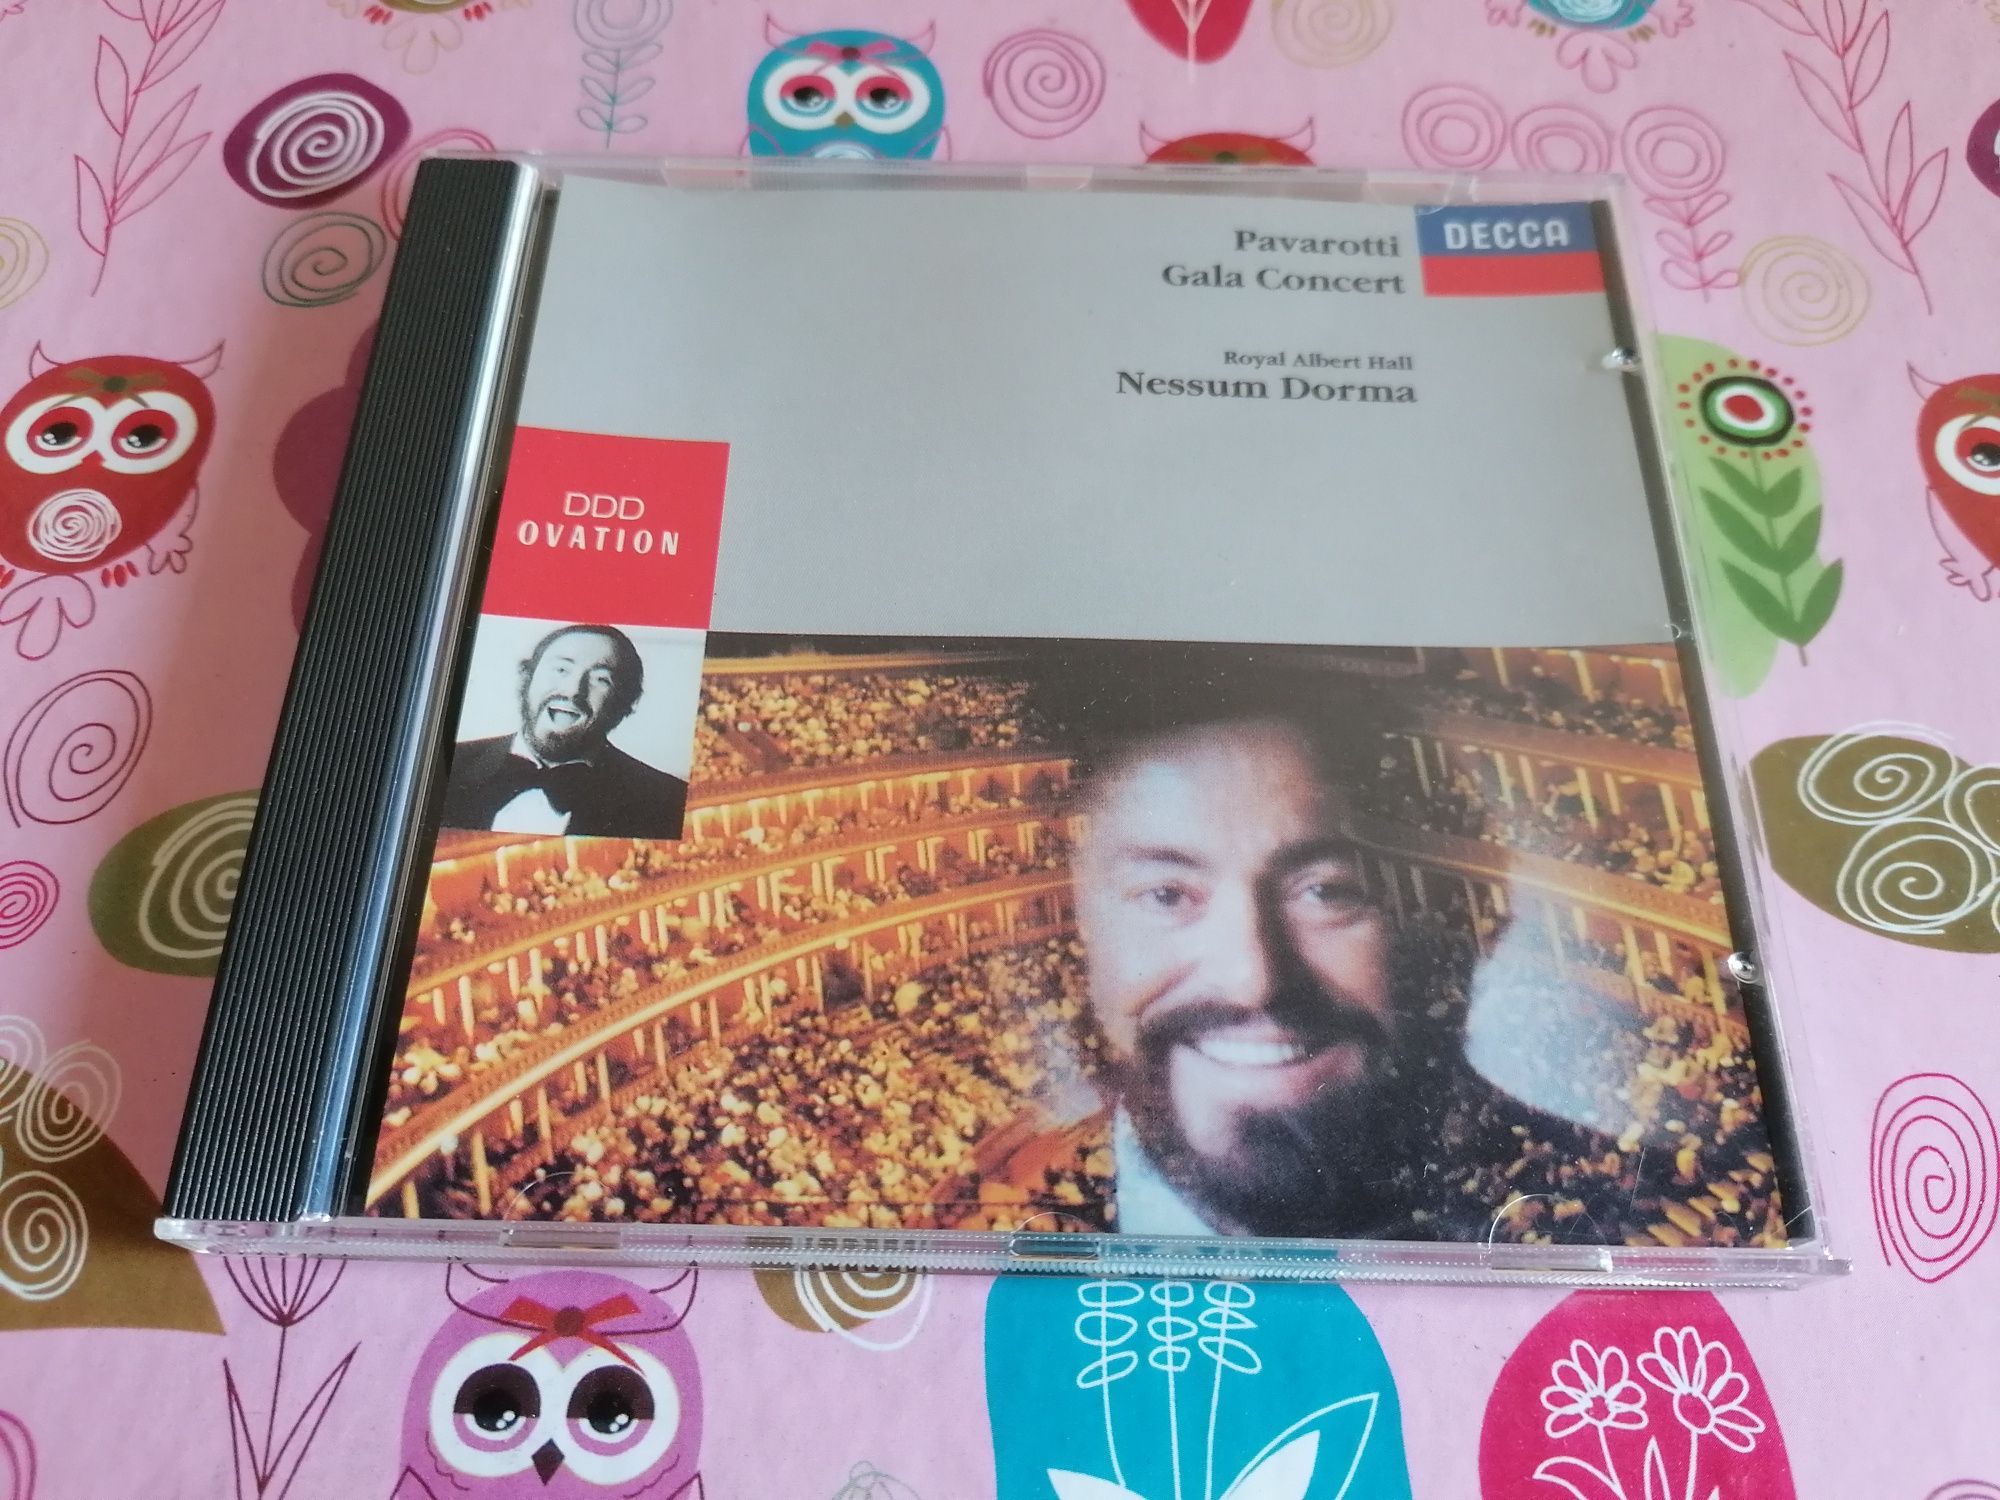 Pavarotti
Gala Concert
DECCA
Royal Albert Hall
Nessum Dorma
DDD
OVATION